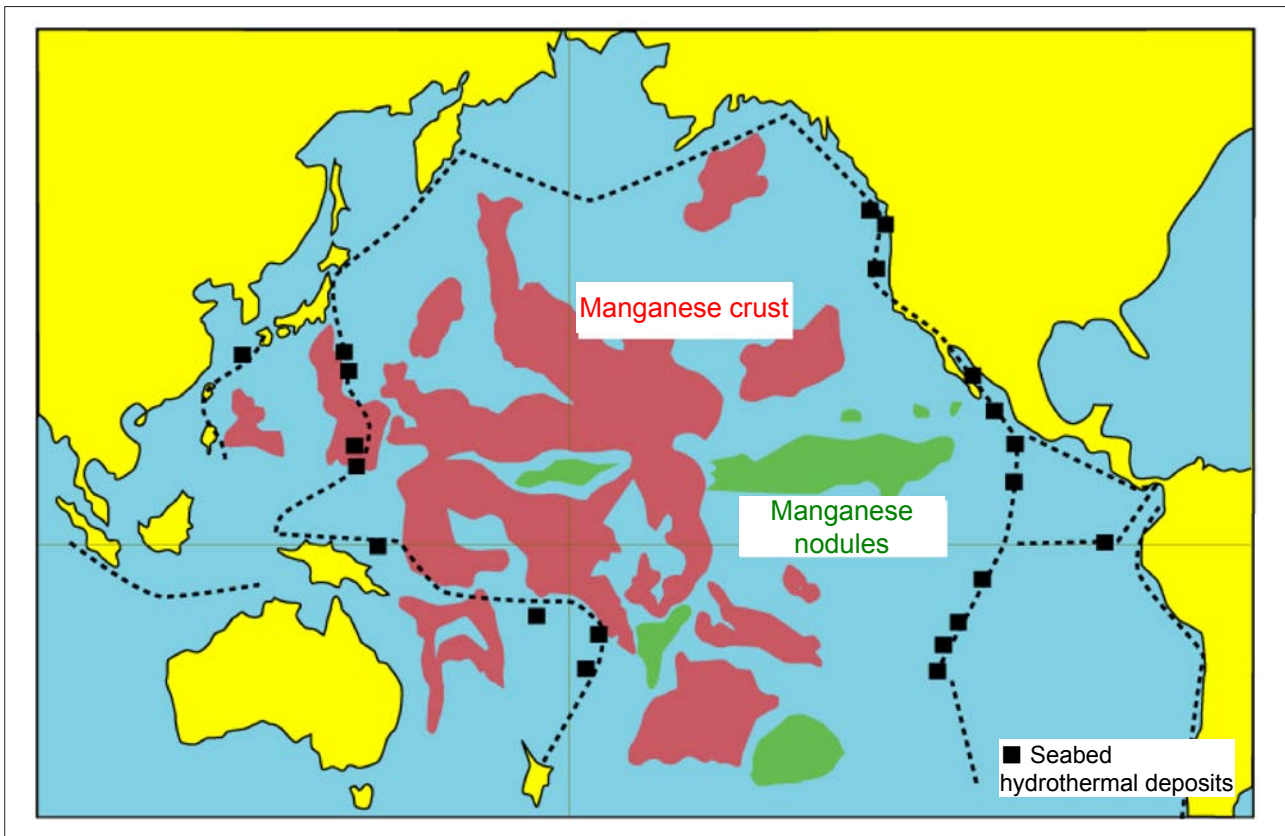 Manganese crust
Manganese
nodules
Seabed
hydrothermal deposits